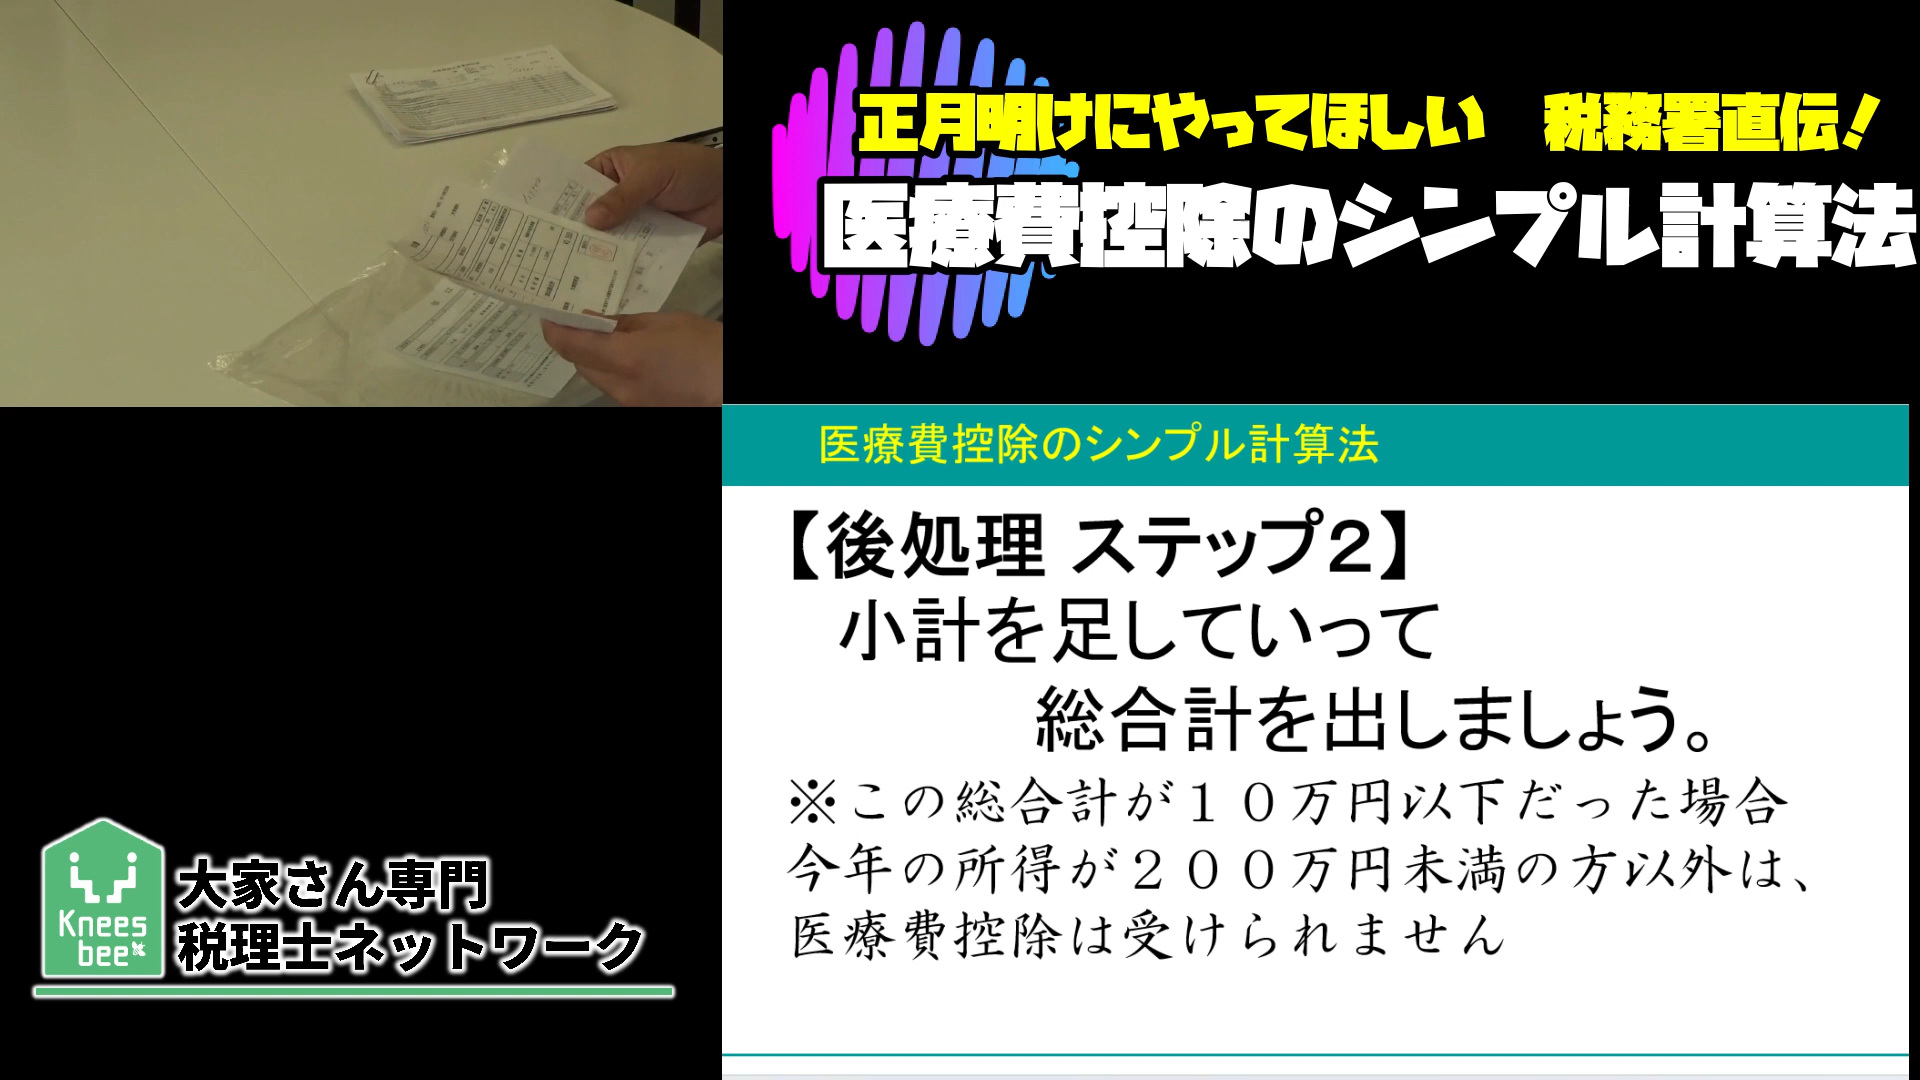 正月明けにやってほしい　税務署直伝！
医療費控除のシンプル計算法
医療費控除のシンプル計算法
【後処理 ステップ２】
小計を足していって
総合計を出しましょう。
※この総合計が１０万円以下だった場合
今年の所得が２００万円未満の方以外は、
医療費控除は受けられません
Knees
bee
大家さん専門
税理士ネットワーク